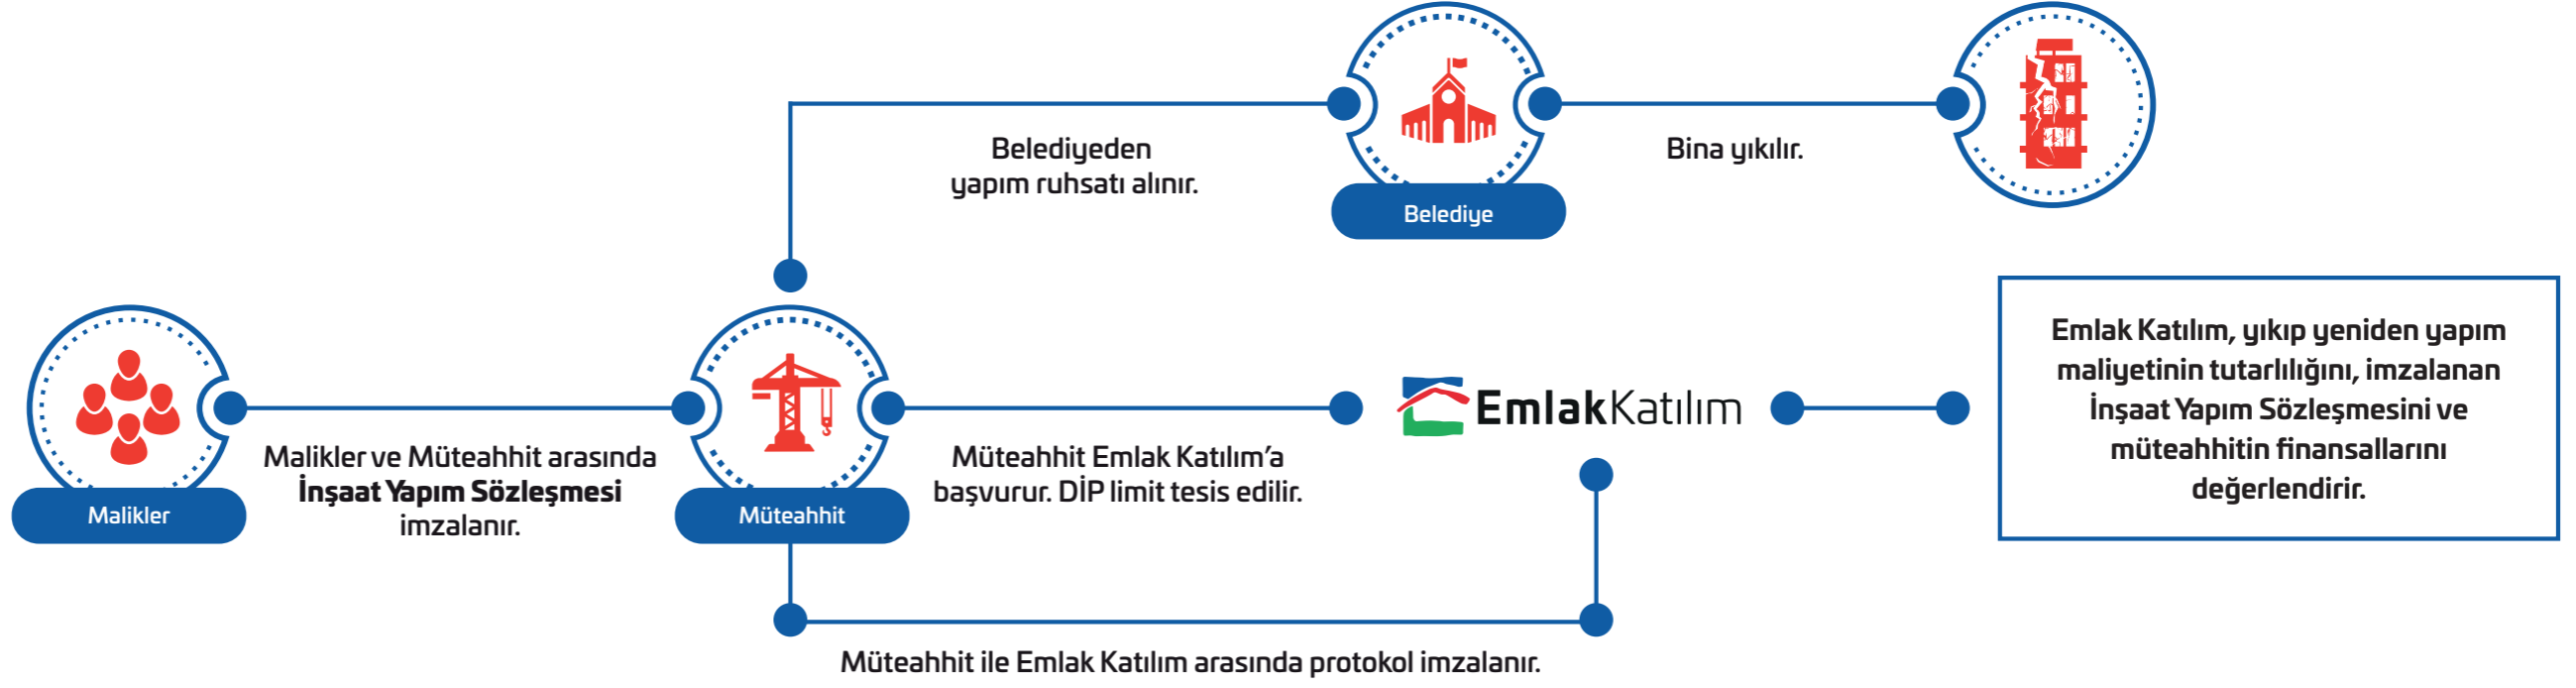 Belediyeden
yapım ruhsatı alınır.
Belediye
Bina yıkılır.
Malikler
Malikler ve Müteahhit arasında
İnşaat Yapım Sözleşmesi
imzalanır.
Müteahhit
Müteahhit Emlak Katılım’a
başvurur. DİP limit tesis edilir.
EmlakKatılım
Emlak Katılım, yıkıp yeniden yapım
maliyetinin tutarlılığını, imzalanan
İnşaat Yapım Sözleşmesini ve
müteahhitin finansallarını
değerlendirir.
Müteahhit ile Emlak Katılım arasında protokol imzalanır.